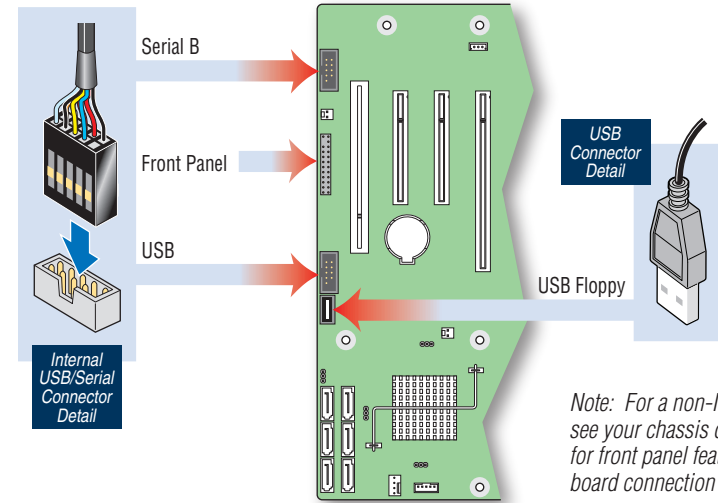 Serial B
Front Panel
USB
Internal
USB/Serial
Connector
Detail
USB
Connector
Detail
USB Floppy
Note: For a non-
see your chassis
for front panel
board connection